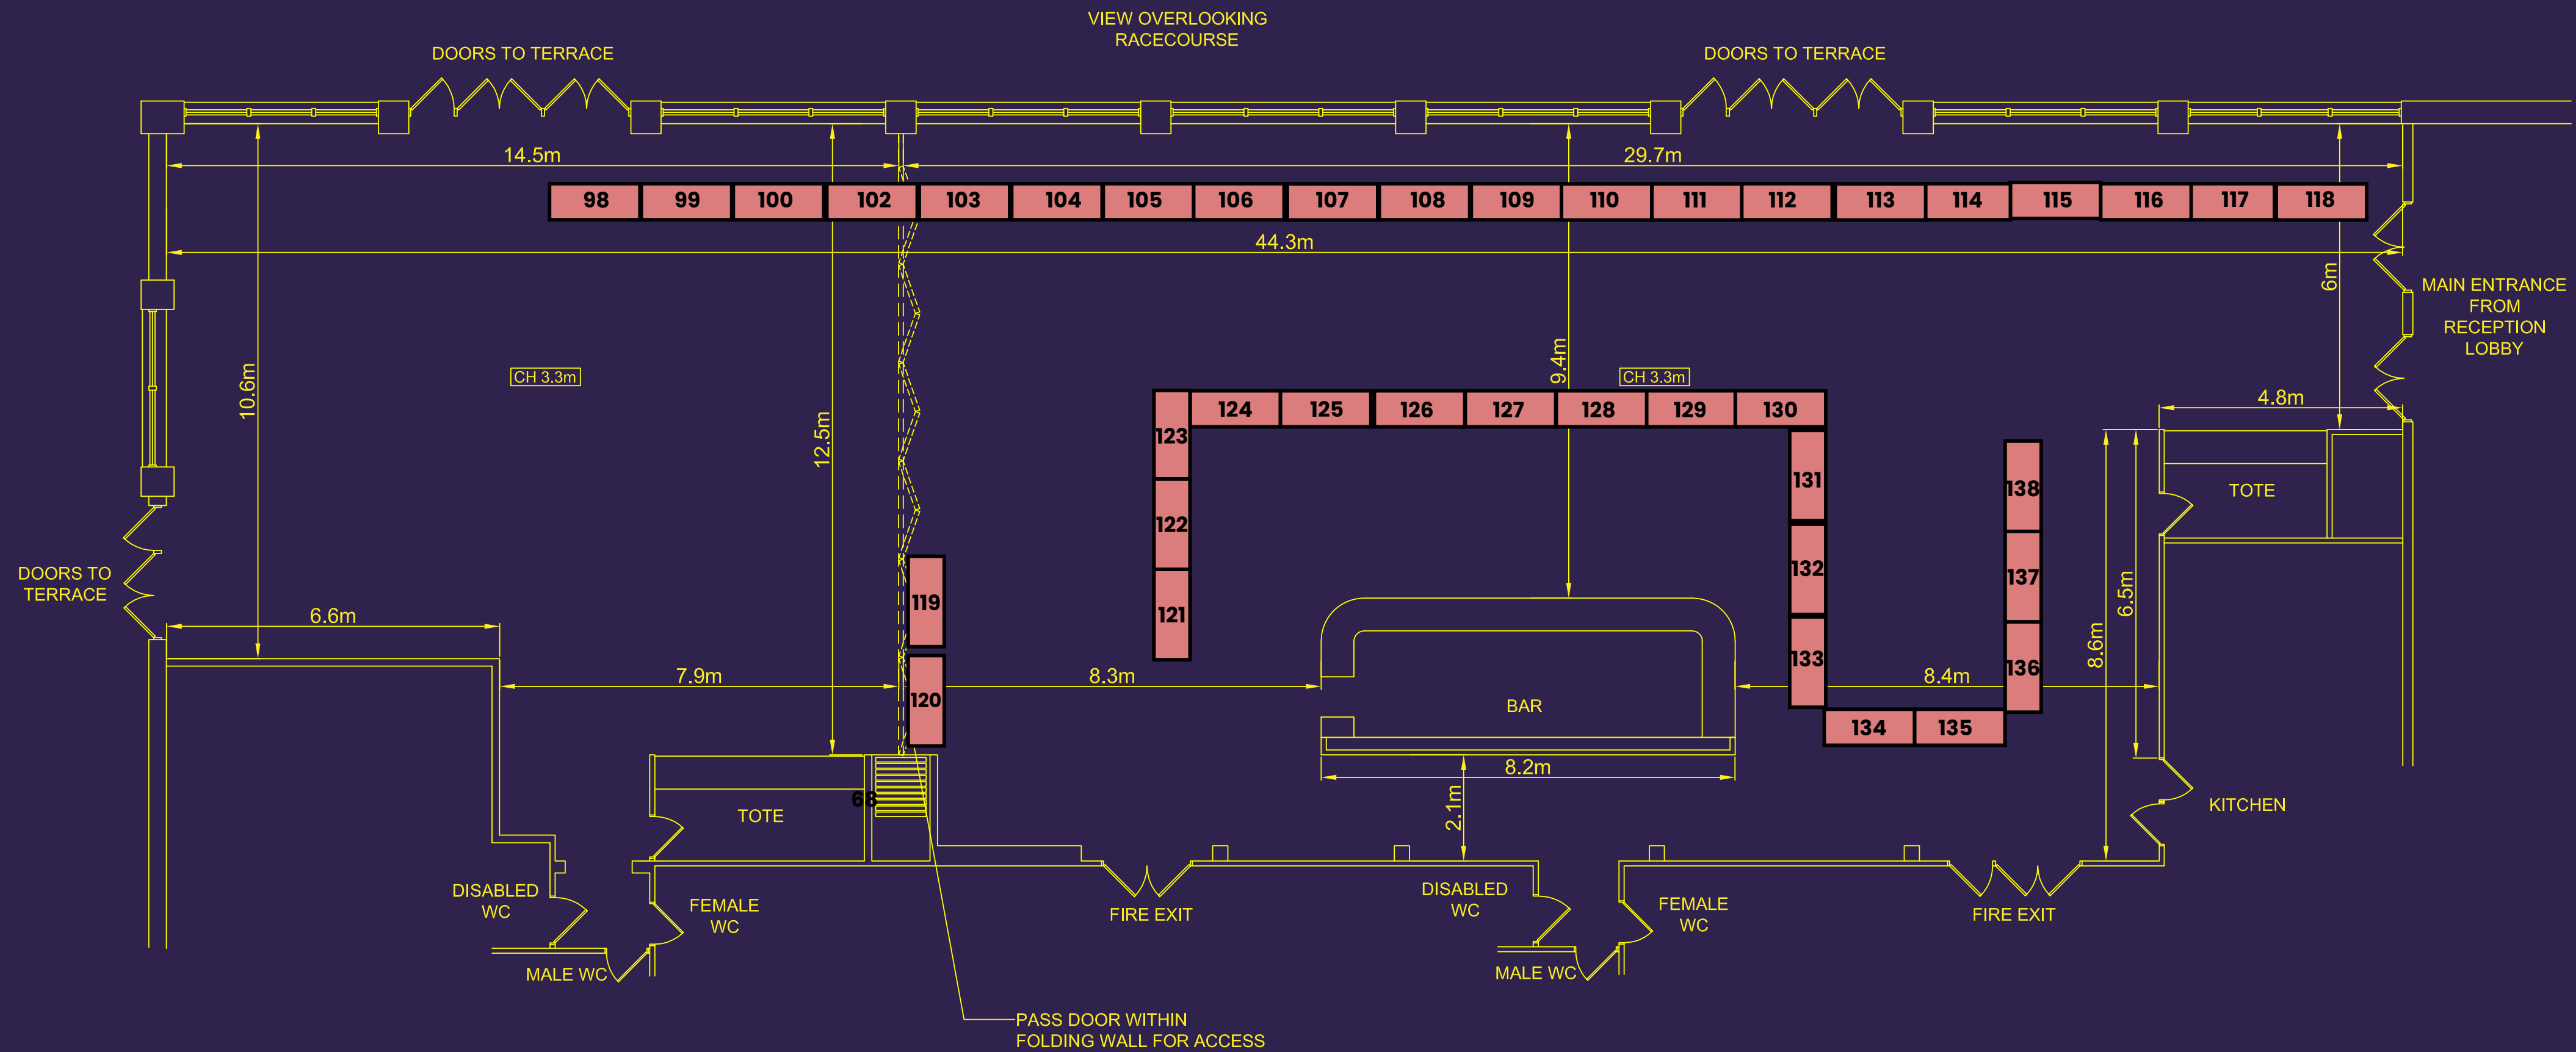 VIEW OVERLOOKING
RACECOURSE
DOORS TO TERRACE
DOORS TO TERRACE
14.5m
29.7m
98 99 100 102 103 104 105 106 107 108 109 110 111 112 113 114 115 116 117 118
44.3m
6m
MAIN ENTRANCE
FROM
RECEPTION
LOBBY
10.6m
CH 3.3m
12.5m
9.4m
CH 3.3m
4.8m
123 124 125 126 127 128 129 130
122
121
131
132
133
138
137
136
TOTE
DOORS TO
TERRACE
6.6m
119
120
7.9m
8.3m
BAR
8.4m
8.6m
6.5m
134 135
8.2m
2.1m
68
TOTE
KITCHEN
DISABLED
WC
FEMALE
WC
MALE WC
FIRE EXIT
DISABLED
WC
FEMALE
WC
MALE WC
FIRE EXIT
PASS DOOR WITHIN
FOLDING WALL FOR ACCESS